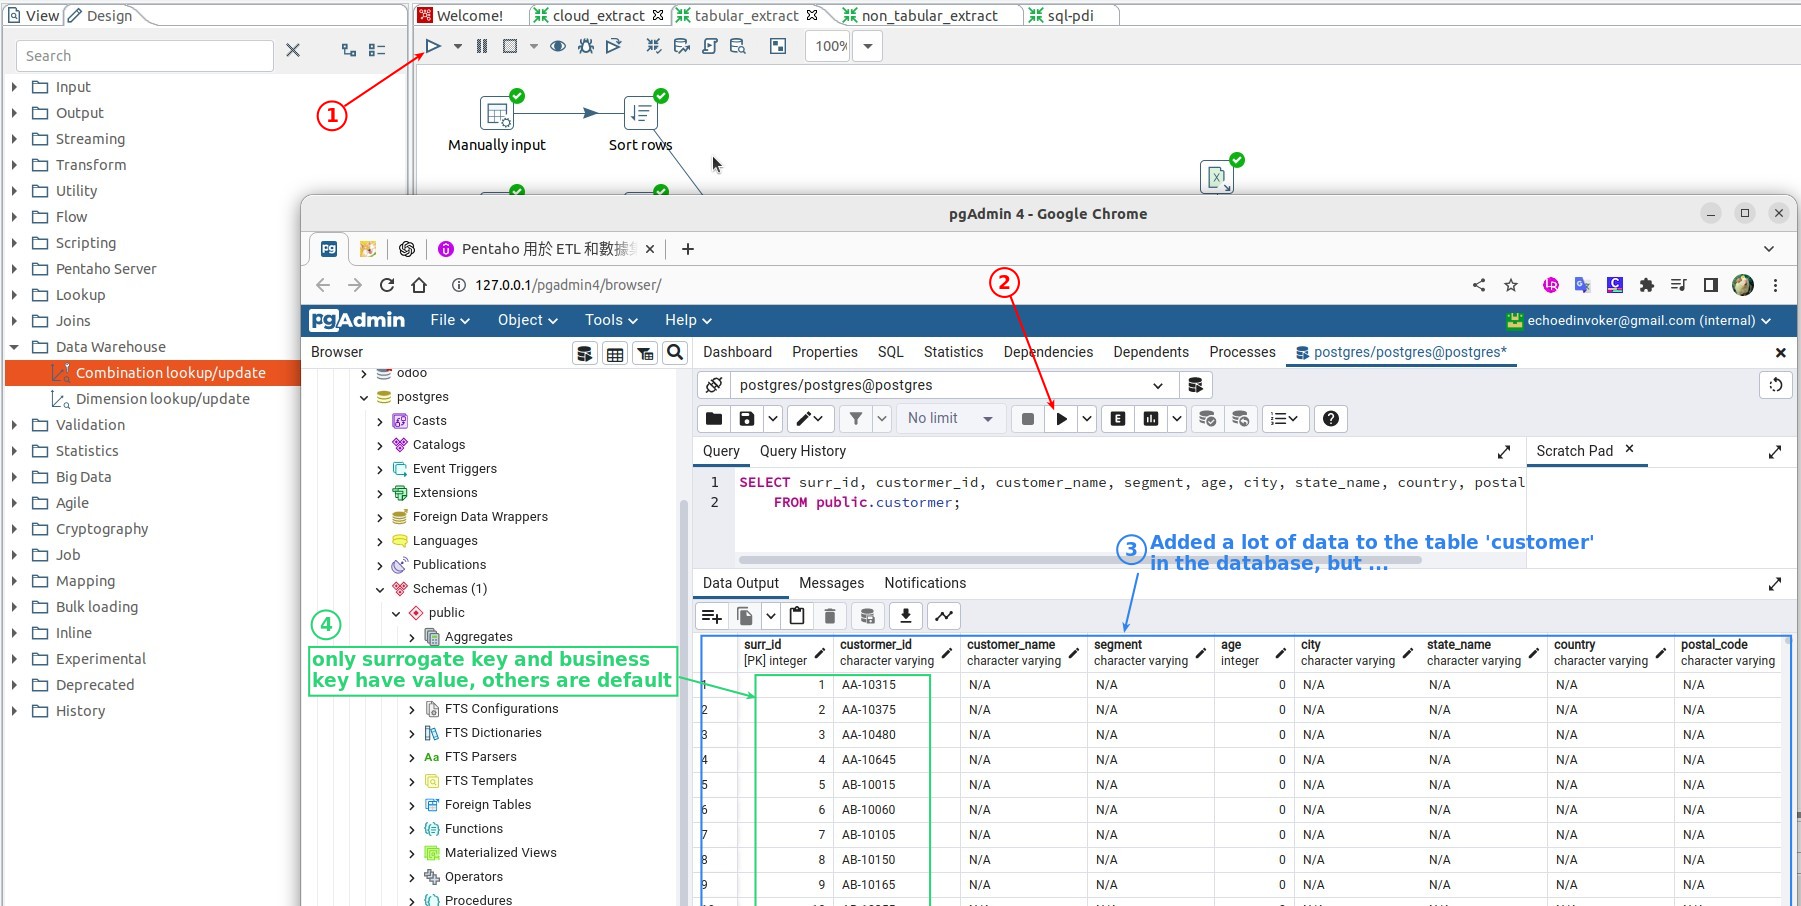 View Design
Welcome! cloud_extract tabular_extract non_tabular_extract sql-pdi
Search
100%
1
Input
Output
Streaming
Transform
Utility
Flow
Scripting
Pentaho Server
Lookup
Joins
Data Warehouse
Combination lookup/update
Dimension lookup/update
Validation
Statistics
Big Data
Agile
Cryptography
Job
Mapping
Bulk loading
Inline
Experimental
Deprecated
History
Manually input Sort rows
pgAdmin 4 - Google Chrome
Pentaho 用於 ETL 和數據
127.0.0.1/pgadmin4/browser/
2
pgAdmin File Object Tools Help echoedinvoker@gmail.com (internal)
Browser
Dashboard Properties SQL Statistics Dependencies Dependents Processes postgres/postgres@postgres*
odoo
postgres
Casts
Catalogs
Event Triggers
Extensions
Foreign Data Wrappers
Languages
Publications
Schemas (1)
public
Aggregates
4
only surrogate key and business
key have value, others are default
FTS Configurations
FTS Dictionaries
FTS Parsers
FTS Templates
Foreign Tables
Functions
Materialized Views
Operators
Procedures
postgres/postgres@postgres
No limit
E
Query Query History Scratch Pad
1 SELECT surr_id, custormer_id, customer_name, segment, age, city, state_name, country, postal
2 FROM public.custormer;
3 Added a lot of data to the table 'customer'
in the database, but ...
Data Output Messages Notifications
surr_id custormer_id customer_name segment age city state_name country postal_code
[PK] integer character varying character varying character varying integer character varying character varying character varying character varying
1 1 AA-10315 N/A N/A 0 N/A N/A N/A N/A
2 2 AA-10375 N/A N/A 0 N/A N/A N/A N/A
3 3 AA-10480 N/A N/A 0 N/A N/A N/A N/A
4 4 AA-10645 N/A N/A 0 N/A N/A N/A N/A
5 5 AB-10015 N/A N/A 0 N/A N/A N/A N/A
6 6 AB-10060 N/A N/A 0 N/A N/A N/A N/A
7 7 AB-10105 N/A N/A 0 N/A N/A N/A N/A
8 8 AB-10150 N/A N/A 0 N/A N/A N/A N/A
9 9 AB-10165 N/A N/A 0 N/A N/A N/A N/A